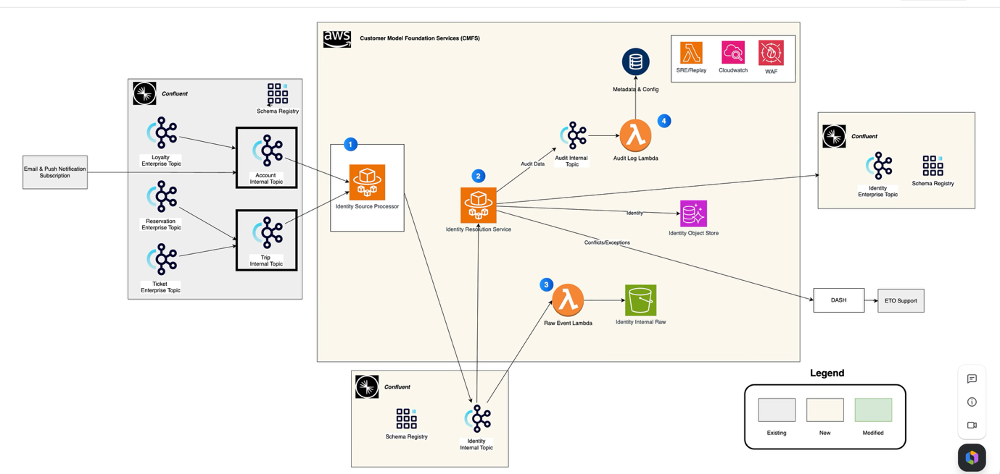 aws
Customer Model Foundation Services (CMFS)
SRE/Replay
Cloudwatch
WAF
Metadata & Config
Confluent
Schema Registry
Loyalty
Enterprise Topic
Account
Internal Topic
Email & Push Notification
Subscription
Reservation
Enterprise Topic
Trip
Internal Topic
Ticket
Enterprise Topic
1
Identity Source Processor
2
Identity Resolution Service
Audit Data
Audit Internal
Topic
4
Audit Log Lambda
Identity
Identity Object Store
Conflicts/Exceptions
3
Raw Event Lambda
Identity Internal Raw
Confluent
Identity
Enterprise Topic
Schema Registry
DASH
ETO Support
Confluent
Schema Registry
Identity
Internal Topic
Legend
Existing
New
Modified